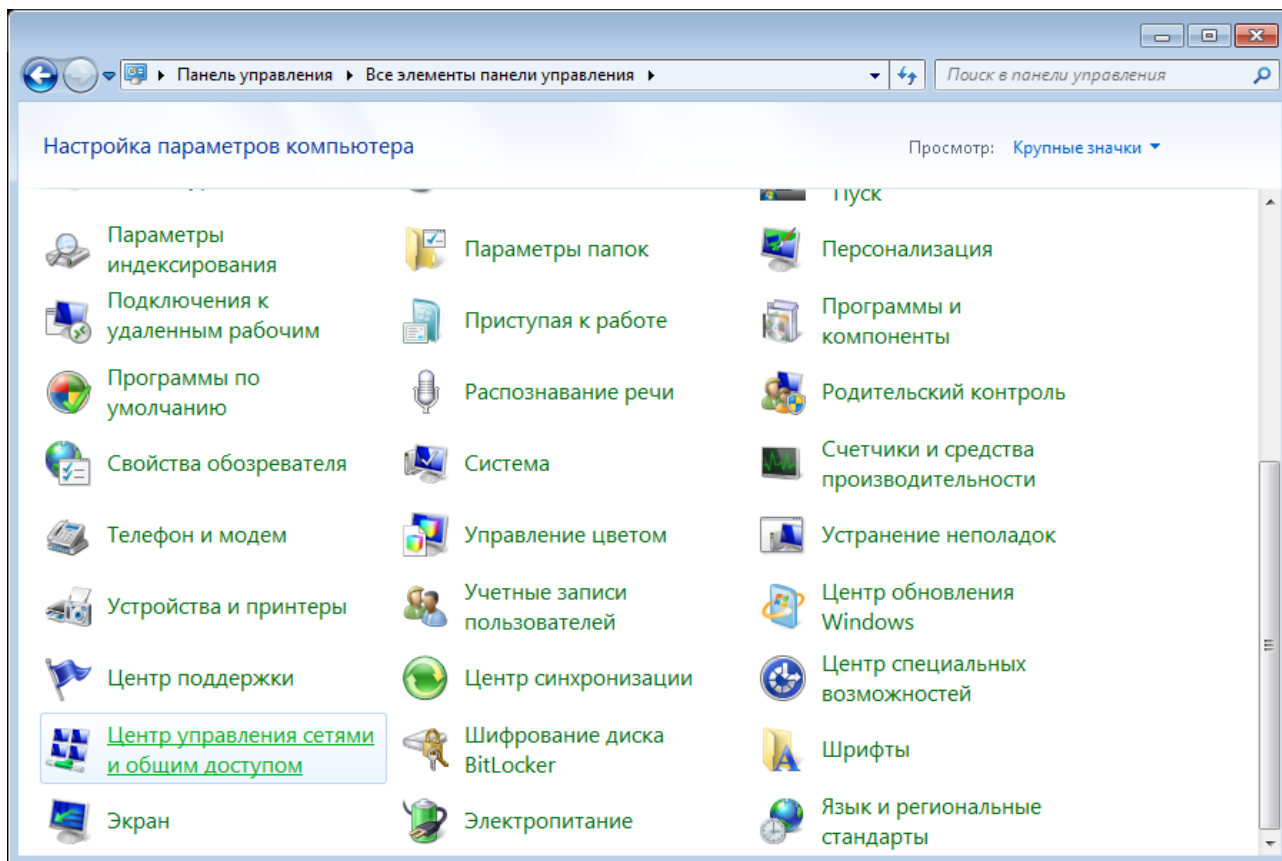 Панель управления
Все элементы панели управления
Поиск в панели управления
Настройка параметров компьютера
Просмотр: Крупные значки
Пуск
Параметры
индексирования
Параметры папок
Персонализация
Подключения к
удаленным рабочим
Приступая к работе
Программы и
компоненты
Программы по
умолчанию
Распознавание речи
Родительский контроль
Свойства обозревателя
Система
Счетчики и средства
производительности
Телефон и модем
Управление цветом
Устранение неполадок
Устройства и принтеры
Учетные записи
пользователей
Центр обновления
Windows
Центр поддержки
Центр синхронизации
Центр специальных
возможностей
Центр управления сетями
и общим доступом
Шифрование диска
BitLocker
Шрифты
Экран
Электропитание
Язык и региональные
стандарты